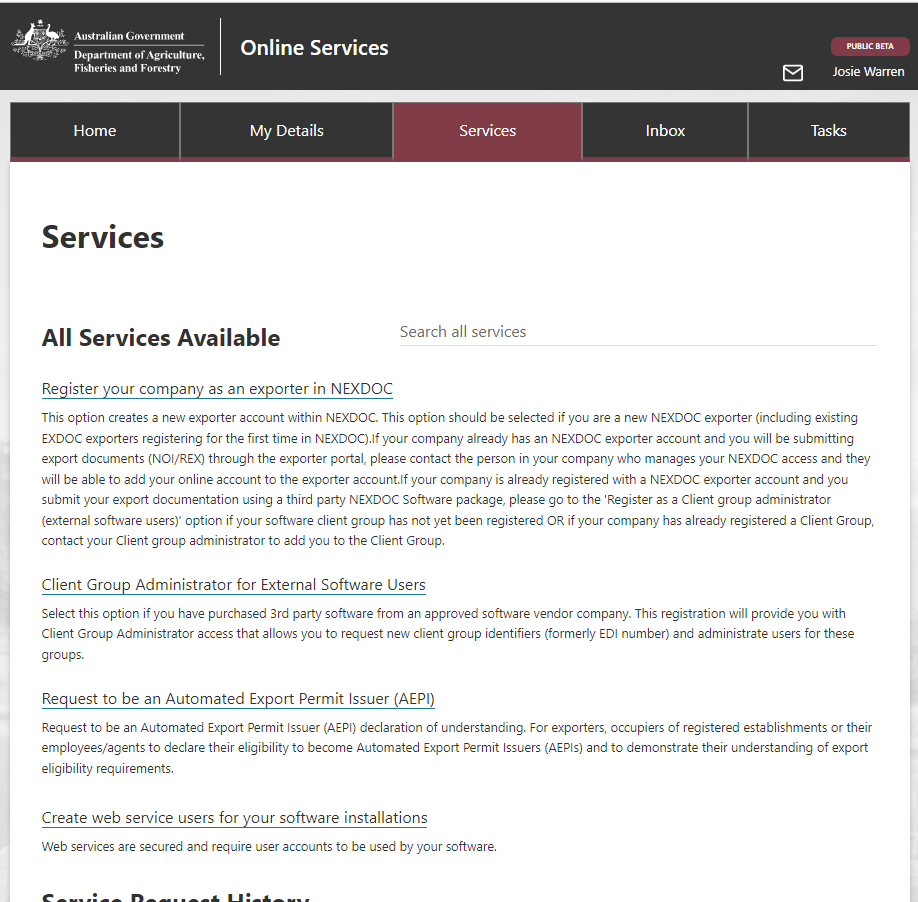 Australian Government
Department of Agriculture,
Fisheries and Forestry
Online Services
PUBLIC BETA
Josie Warren
Home
My Details
Services
Inbox
Tasks
Services
All Services Available
Search all services
Register your company as an exporter in NEXDOC
This option creates a new exporter account within NEXDOC. This option should be selected if you are a new NEXDOC exporter (including existing
EXDOC exporters registering for the first time in NEXDOC).If your company already has an NEXDOC exporter account and you will be submitting
export documents (NOI/REX) through the exporter portal, please contact the person in your company who manages your NEXDOC access and they
will be able to add your online account to the exporter account.If your company is already registered with a NEXDOC exporter account and you
submit your export documentation using a third party NEXDOC Software package, please go to the 'Register as a Client group administrator
(external software users)' option if your software client group has not yet been registered OR if your company has already registered a Client Group,
contact your Client group administrator to add you to the Client Group.
Client Group Administrator for External Software Users
Select this option if you have purchased 3rd party software from an approved software vendor company. This registration will provide you with
Client Group Administrator access that allows you to request new client group identifiers (formerly EDI number) and administrate users for these
groups.
Request to be an Automated Export Permit Issuer (AEPI)
Request to be an Automated Export Permit Issuer (AEPI) declaration of understanding. For exporters, occupiers of registered establishments or their
employees/agents to declare their eligibility to become Automated Export Permit Issuers (AEPIs) and to demonstrate their understanding of export
eligibility requirements.
Create web service users for your software installations
Web services are secured and require user accounts to be used by your software.
Service Request History